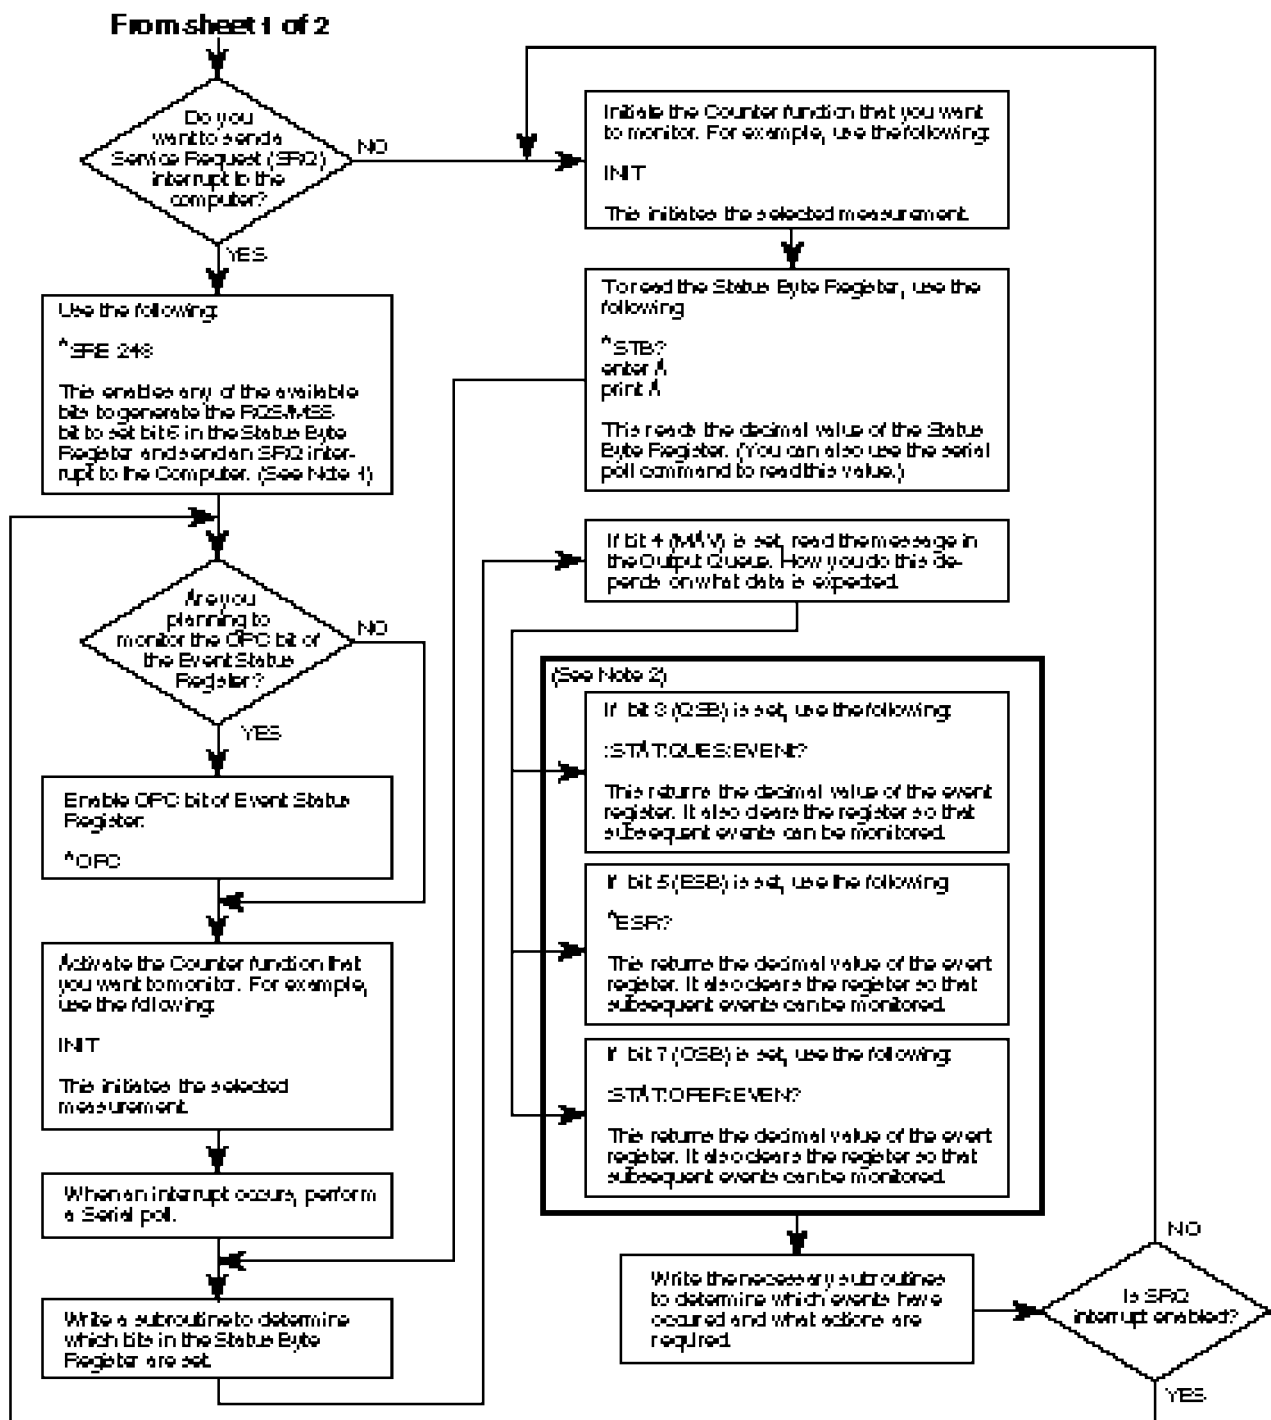 From sheet 1 of 2
Do you
want to send a
Service Request (SRQ)
interrupt to the
computer?
NO
YES
Use the following:
*SRE 248
This enables any of the available
bits to generate the RQS/MSS
bit to set bit 6 in the Status Byte
Register and send an SRQ inter-
rupt to the Computer. (See Note 1)
Are you
planning to
monitor the OPC bit of
the Event Status
Register?
NO
YES
Enable OPC bit of Event Status
Register.
*OPC
Activate the Counter function that
you want to monitor. For example,
use the following:
INIT
This initiates the selected
measurement.
When an interrupt occurs, perform
a Serial poll.
Write a subroutine to determine
which bits in the Status Byte
Register are set.
Initiate the Counter function that you want
to monitor. For example, use the following:
INIT
This initiates the selected measurement.
To read the Status Byte Register, use the
following:
*STB?
enter A
print A
This reads the decimal value of the Status
Byte Register. (You can also use the serial
poll command to read this value.)
If bit 4 (MAV) is set, read the message in
the Output Queue. How you do this de-
pends on what data is expected.
(See Note 2)
If bit 3 (QSB) is set, use the following:
:STAT:QUES:EVENT?
This returns the decimal value of the event
register. It also clears the register so that
subsequent events can be monitored.
If bit 5 (ESB) is set, use the following:
*ESR?
This returns the decimal value of the event
register. It also clears the register so that
subsequent events can be monitored.
If bit 7 (OSB) is set, use the following:
:STAT:OPER:EVEN?
This returns the decimal value of the event
register. It also clears the register so that
subsequent events can be monitored.
Write the necessary subroutines
to determine which events have
occured and what actions are
required.
Is SRQ
interrupt enabled?
NO
YES